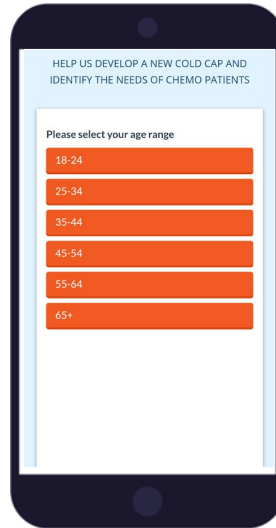 HELP US DEVELOP A NEW COLD CAP AND
IDENTIFY THE NEEDS OF CHEMO PATIENTS
Please select your age range
18-24
25-34
35-44
45-54
55-64
65+